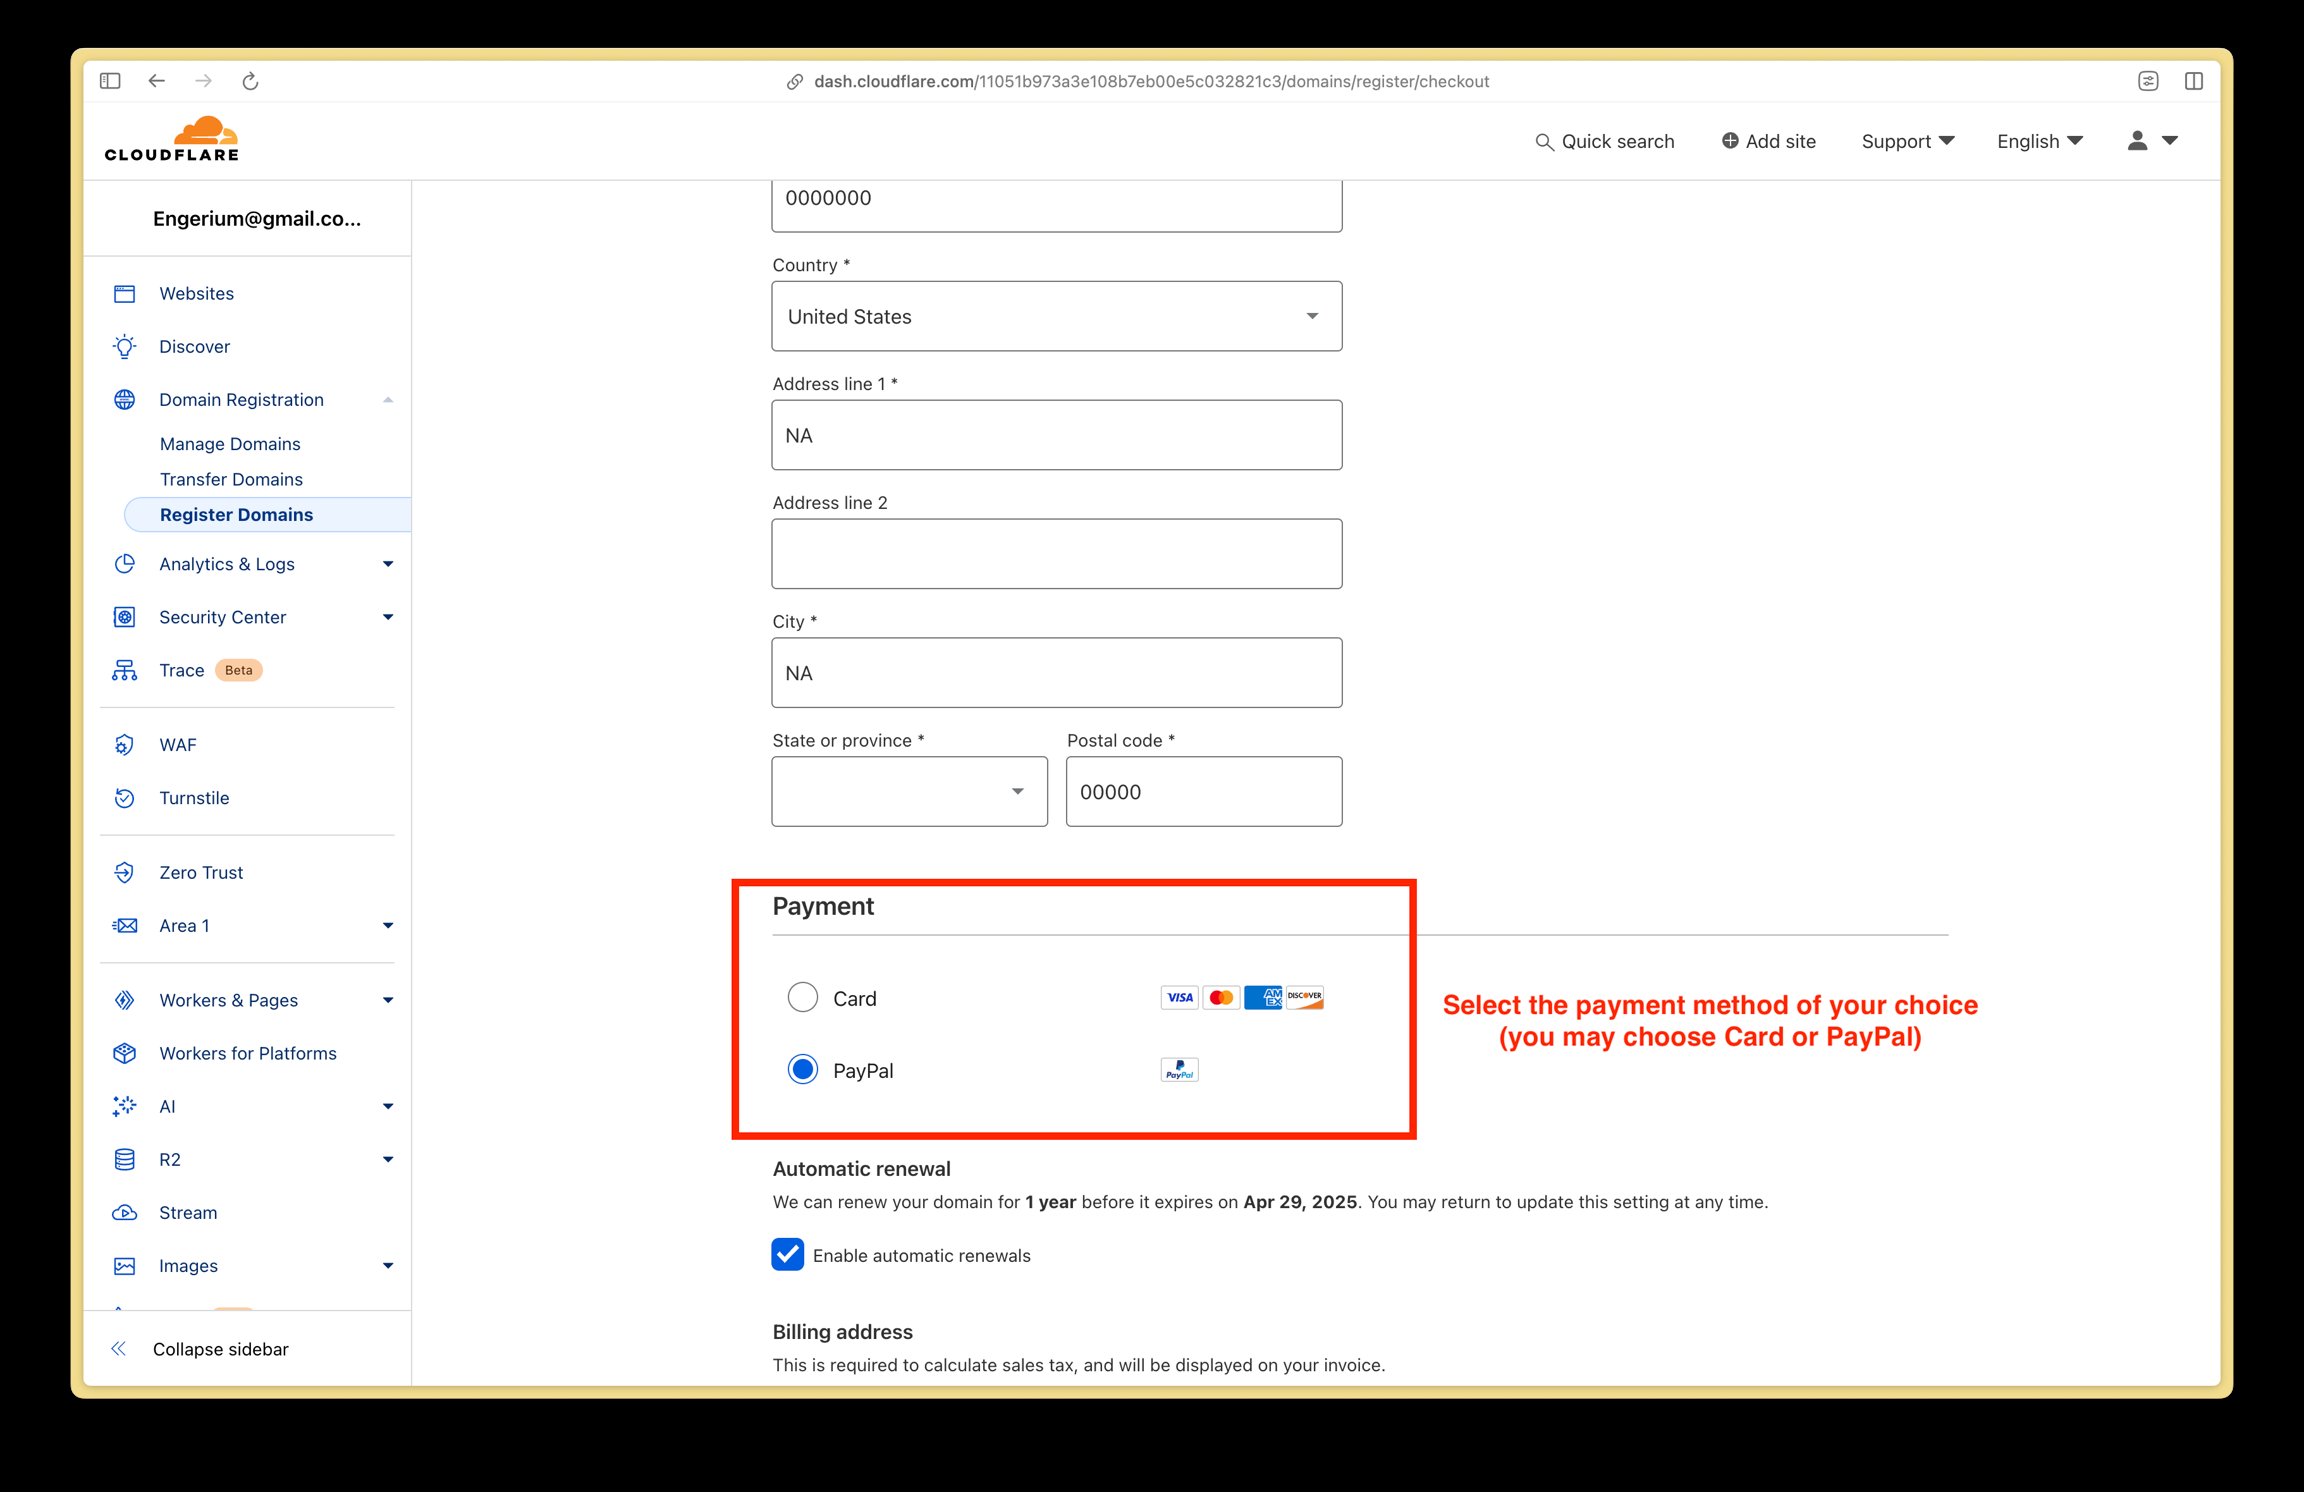 dash.cloudflare.com/11051b973a3e108b7eb00e5c032821c3/domains/register/checkout
CLOUDFLARE
Quick search
Add site
Support
English
Engerium@gmail.co...
Websites
Discover
Domain Registration
Manage Domains
Transfer Domains
Register Domains
Analytics & Logs
Security Center
Trace Beta
WAF
Turnstile
Zero Trust
Area 1
Workers & Pages
Workers for Platforms
AI
R2
Stream
Images
Collapse sidebar
0000000
Country *
United States
Address line 1 *
NA
Address line 2
City *
NA
State or province *
Postal code *
00000
Payment
Card
VISA
AM
EX
DISCOVER
PayPal
PayPal
Select the payment method of your choice
(you may choose Card or PayPal)
Automatic renewal
We can renew your domain for 1 year before it expires on Apr 29, 2025. You may return to update this setting at any time.
Enable automatic renewals
Billing address
This is required to calculate sales tax, and will be displayed on your invoice.